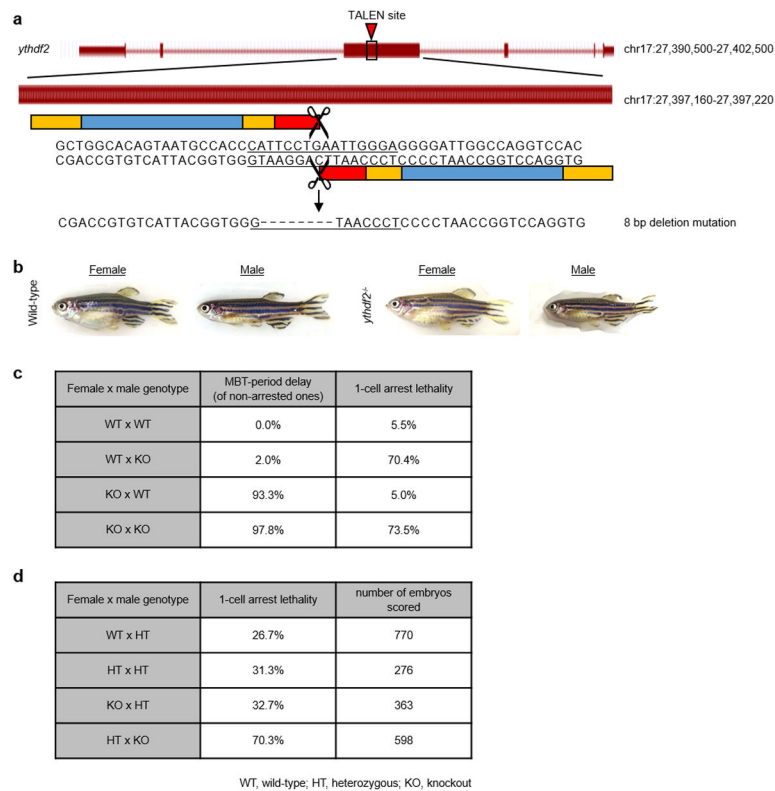 a
TALEN site
ythdf2
chr17:27,390,500-27,402,500
chr17:27,397,160-27,397,220
GCTGGCACAGTAATGCCACCCATTCCTGAATTGGGAGGGGATTGGCCAGGTCCAC
CGACCGTGTCATTACGGTGGGTAAGGACTTAACCCTCCCCTAACCGGTCCAGGTG
CGACCGTGTCATTACGGTGGG--------TAACCCTCCCCTAACCGGTCCAGGTG
8 bp deletion mutation
b
Wild-type
Female
Male
ythdf2-/-
Female
Male
c
Female x male genotype
MBT-period delay
(of non-arrested ones)
1-cell arrest lethality
WT x WT
0.0%
5.5%
WT x KO
2.0%
70.4%
KO x WT
93.3%
5.0%
KO x KO
97.8%
73.5%
d
Female x male genotype
1-cell arrest lethality
number of embryos
scored
WT x HT
26.7%
770
HT x HT
31.3%
276
KO x HT
32.7%
363
HT x KO
70.3%
598
WT, wild-type; HT, heterozygous; KO, knockout